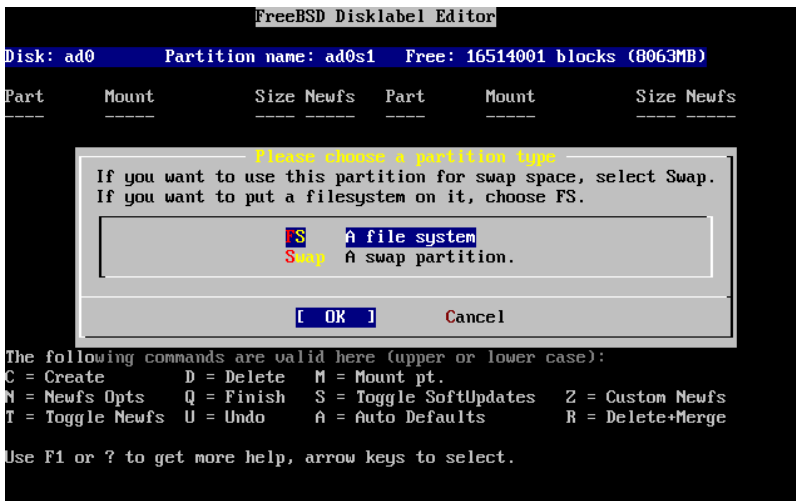 FreeBSD Disklabel Editor
Disk: ad0 Partition name: ad0s1 Free: 16514001 blocks (8063MB)
Part Mount Size Newfs Part Mount Size Newfs
---- ----- ---- ----- ---- ----- ---- -----
Please choose a partition type
If you want to use this partition for swap space, select Swap.
If you want to put a filesystem on it, choose FS.
FS A file system
Swap A swap partition.
[ OK ] Cancel
The following commands are valid here (upper or lower case):
C = Create D = Delete M = Mount pt.
N = Newfs Opts Q = Finish S = Toggle SoftUpdates Z = Custom Newfs
T = Toggle Newfs U = Undo A = Auto Defaults R = Delete+Merge
Use F1 or ? to get more help, arrow keys to select.